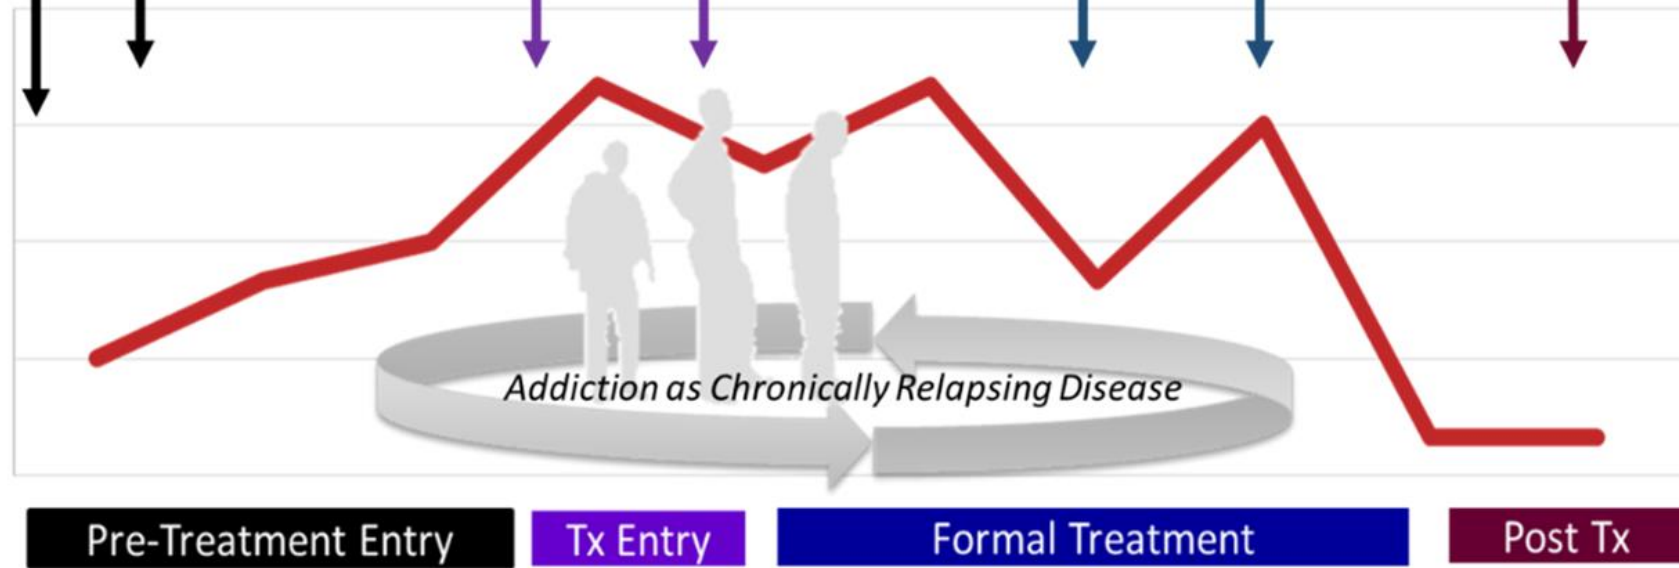 Addiction as Chronically Relapsing Disease
Pre-Treatment Entry
Tx Entry
Formal Treatment
Post Tx